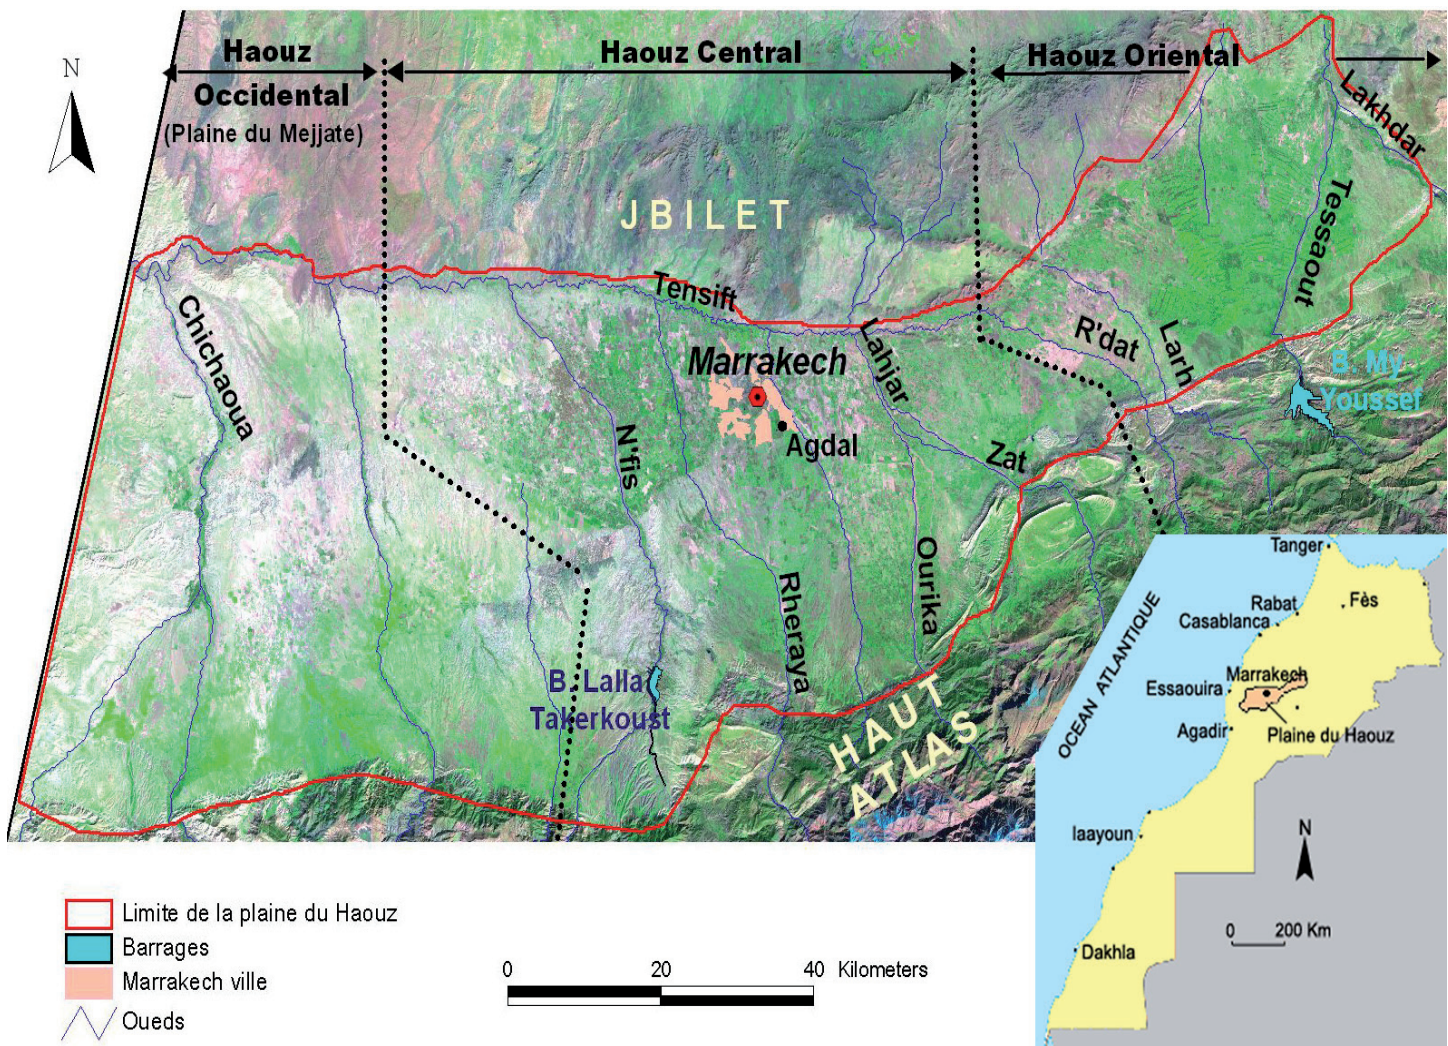 N
Haouz
Occidental
(Plaine du Mejjate)
Haouz Central
Haouz Oriental
Lakhdar
JBILET
Tessaout
Tensift
Chichaoua
Marrakech
Lahjar
R'dat
Larh
B. My
Youssef
Agdal
N'fis
Zat
Ourika
Rheraya
B. Lalla
Takerkoust
HAUT
ATLAS
Tanger
OCEAN ATLANTIQUE
Rabat
Fès
Casablanca
Marrakech
Essaouira
Agadir
Plaine du Haouz
laayoun
N
0 200 Km
Dakhla
Limite de la plaine du Haouz
Barrages
Marrakech ville
Oueds
0 20 40 Kilometers